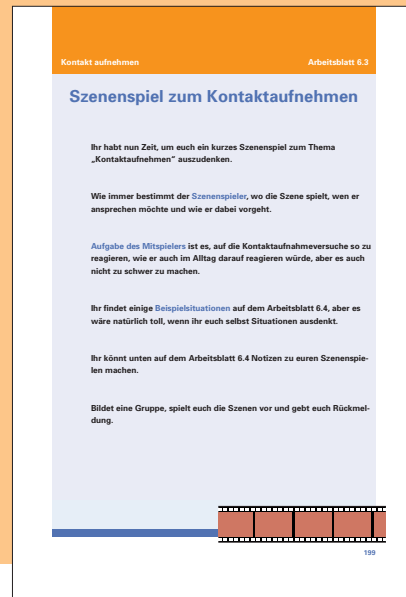 Kontakt aufnehmen Arbeitsblatt 6.3
Szenenspiel zum Kontaktaufnehmen
Ihr habt nun Zeit, um euch ein kurzes Szenenspiel zum Thema
„Kontaktaufnehmen“ auszudenken.
Wie immer bestimmt der Szenenspieler, wo die Szene spielt, wen er
ansprechen möchte und wie er dabei vorgeht.
Aufgabe des Mitspielers ist es, auf die Kontaktaufnahmeversuche so zu
reagieren, wie er auch im Alltag darauf reagieren würde, aber es auch
nicht zu schwer zu machen.
Ihr findet einige Beispielsituationen auf dem Arbeitsblatt 6.4, aber es
wäre natürlich toll, wenn ihr euch selbst Situationen ausdenkt.
Ihr könnt unten auf dem Arbeitsblatt 6.4 Notizen zu euren Szenenspie-
len machen.
Bildet eine Gruppe, spielt euch die Szenen vor und gebt euch Rückmel-
dung.
199